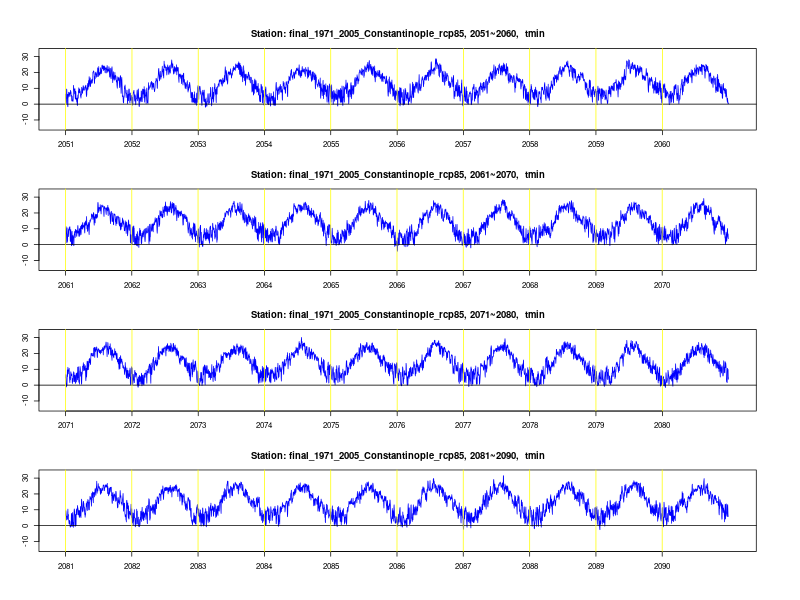 Station: final_1971_2005_Constantinople_rcp85, 2051~2060, tmin
30
20
10
0
-10
2051 2052 2053 2054 2055 2056 2057 2058 2059 2060
Station: final_1971_2005_Constantinople_rcp85, 2061~2070, tmin
30
20
10
0
-10
2061 2062 2063 2064 2065 2066 2067 2068 2069 2070
Station: final_1971_2005_Constantinople_rcp85, 2071~2080, tmin
30
20
10
0
-10
2071 2072 2073 2074 2075 2076 2077 2078 2079 2080
Station: final_1971_2005_Constantinople_rcp85, 2081~2090, tmin
30
20
10
0
-10
2081 2082 2083 2084 2085 2086 2087 2088 2089 2090